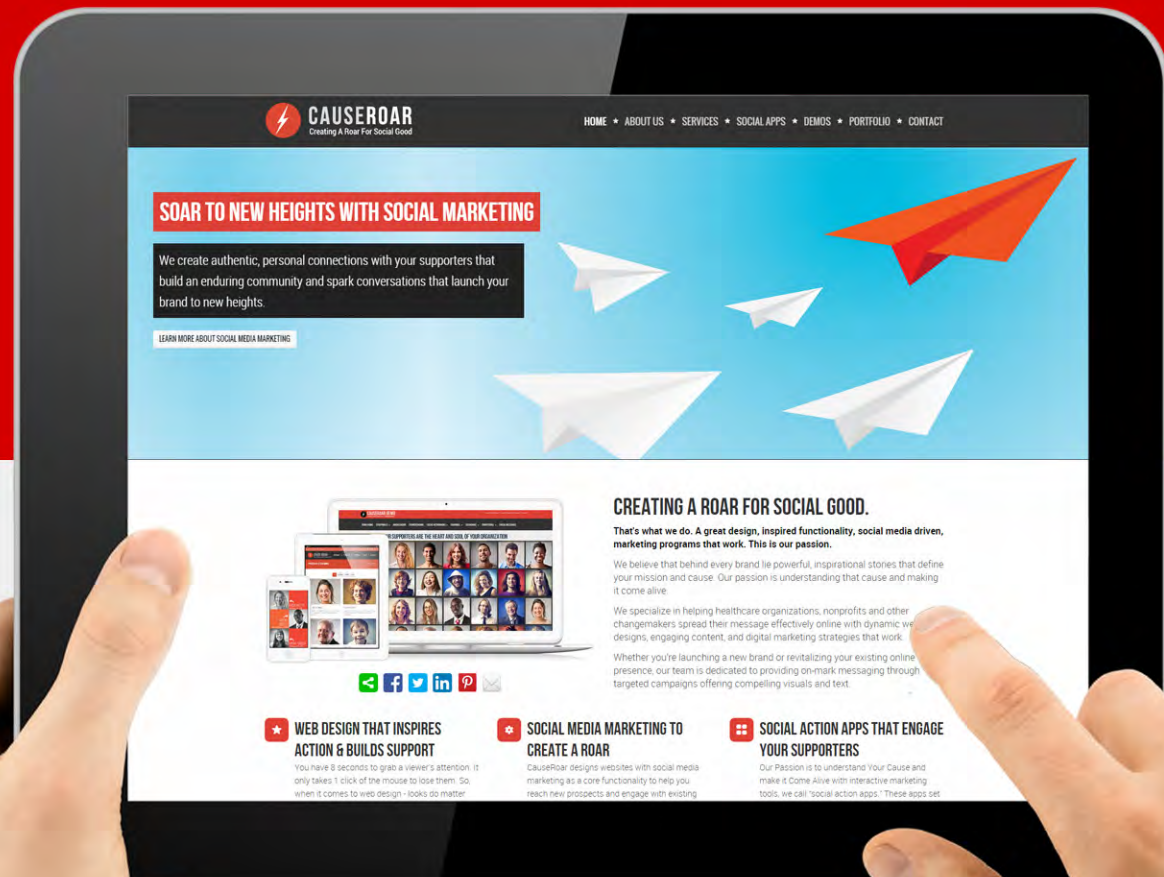 CAUSEROAR
Creating A Roar For Social Good
HOME ★ ABOUT US ★ SERVICES ★ SOCIAL APPS ★ DEMOS ★ PORTFOLIO ★ CONTACT
SOAR TO NEW HEIGHTS WITH SOCIAL MARKETING
We create authentic, personal connections with your supporters that
build an enduring community and spark conversations that launch your
brand to new heights.
LEARN MORE ABOUT SOCIAL MEDIA MARKETING
SUPPORTERS ARE THE HEART AND SOUL OF YOUR ORGANIZATION
CREATING A ROAR FOR SOCIAL GOOD.
That's what we do. A great design, inspired functionality, social media driven,
marketing programs that work. This is our passion.
We believe that behind every brand lie powerful, inspirational stories that define
your mission and cause. Our passion is understanding that cause and making
it come alive.
We specialize in helping healthcare organizations, nonprofits and other
changemakers spread their message effectively online with dynamic we
designs, engaging content, and digital marketing strategies that work.
Whether you're launching a new brand or revitalizing your existing online
presence, our team is dedicated to providing on-mark messaging through
targeted campaigns offering compelling visuals and text.
WEB DESIGN THAT INSPIRES
ACTION & BUILDS SUPPORT
You have 8 seconds to grab a viewer's attention. It
only takes 1 click of the mouse to lose them. So,
when it comes to web design - looks do matter
SOCIAL MEDIA MARKETING TO
CREATE A ROAR
CauseRoar designs websites with social media
marketing as a core functionality to help you
reach new prospects and engage with existing
SOCIAL ACTION APPS THAT ENGAGE
YOUR SUPPORTERS
Our Passion is to understand Your Cause and
make it Come Alive with interactive marketing
tools, we call "social action apps." These apps set